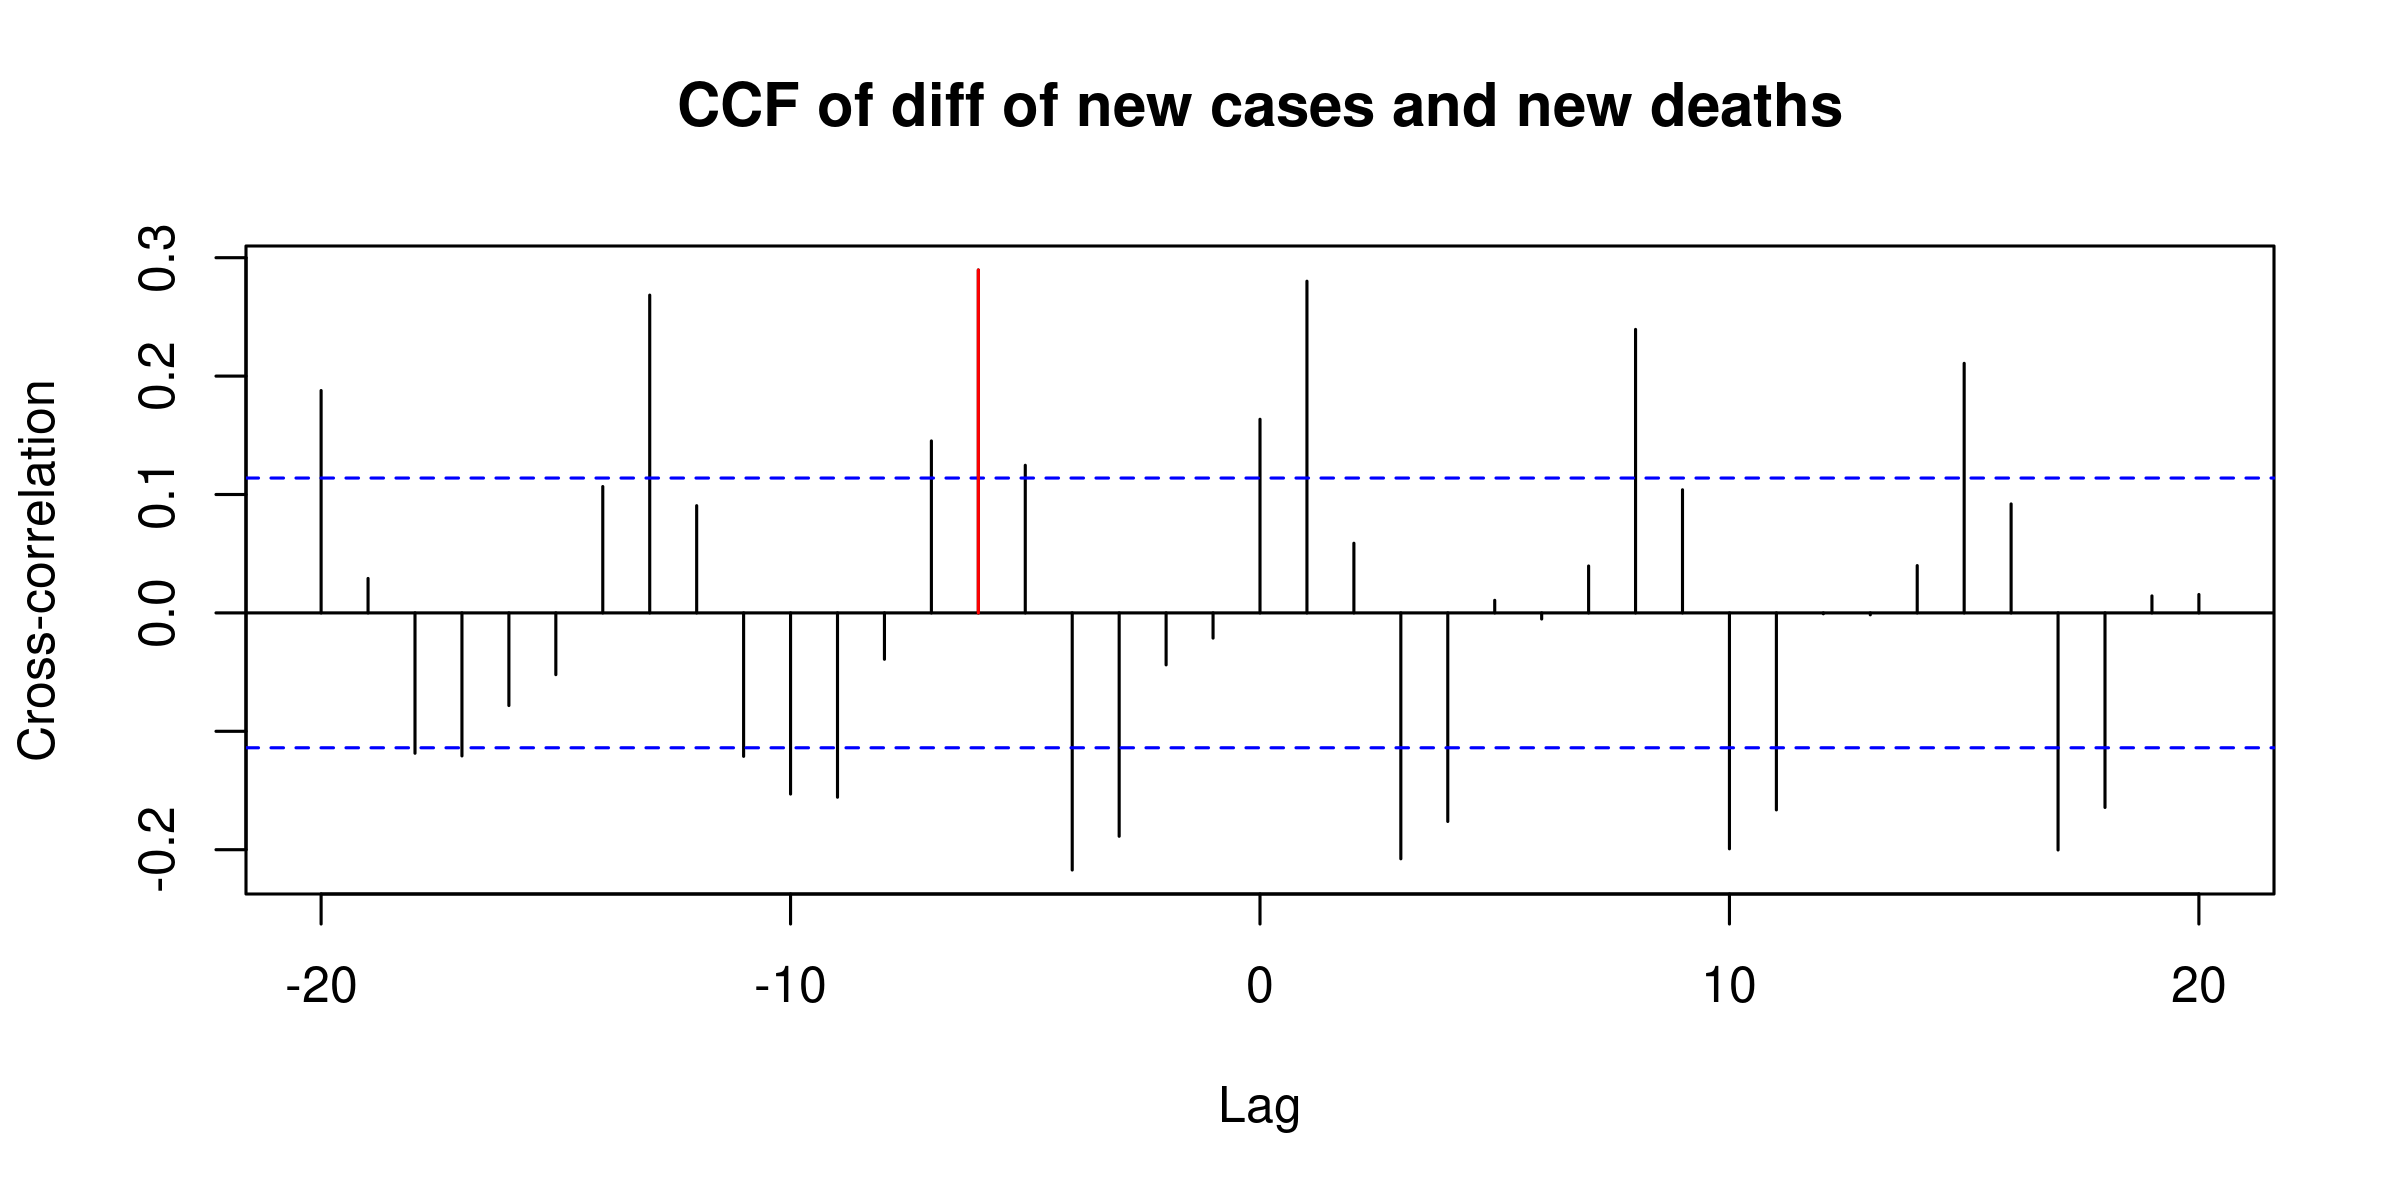 CCF of diff of new cases and new deaths
Cross-correlation
0.3
0.2
0.1
0.0
-0.2
-20 -10 0 10 20
Lag